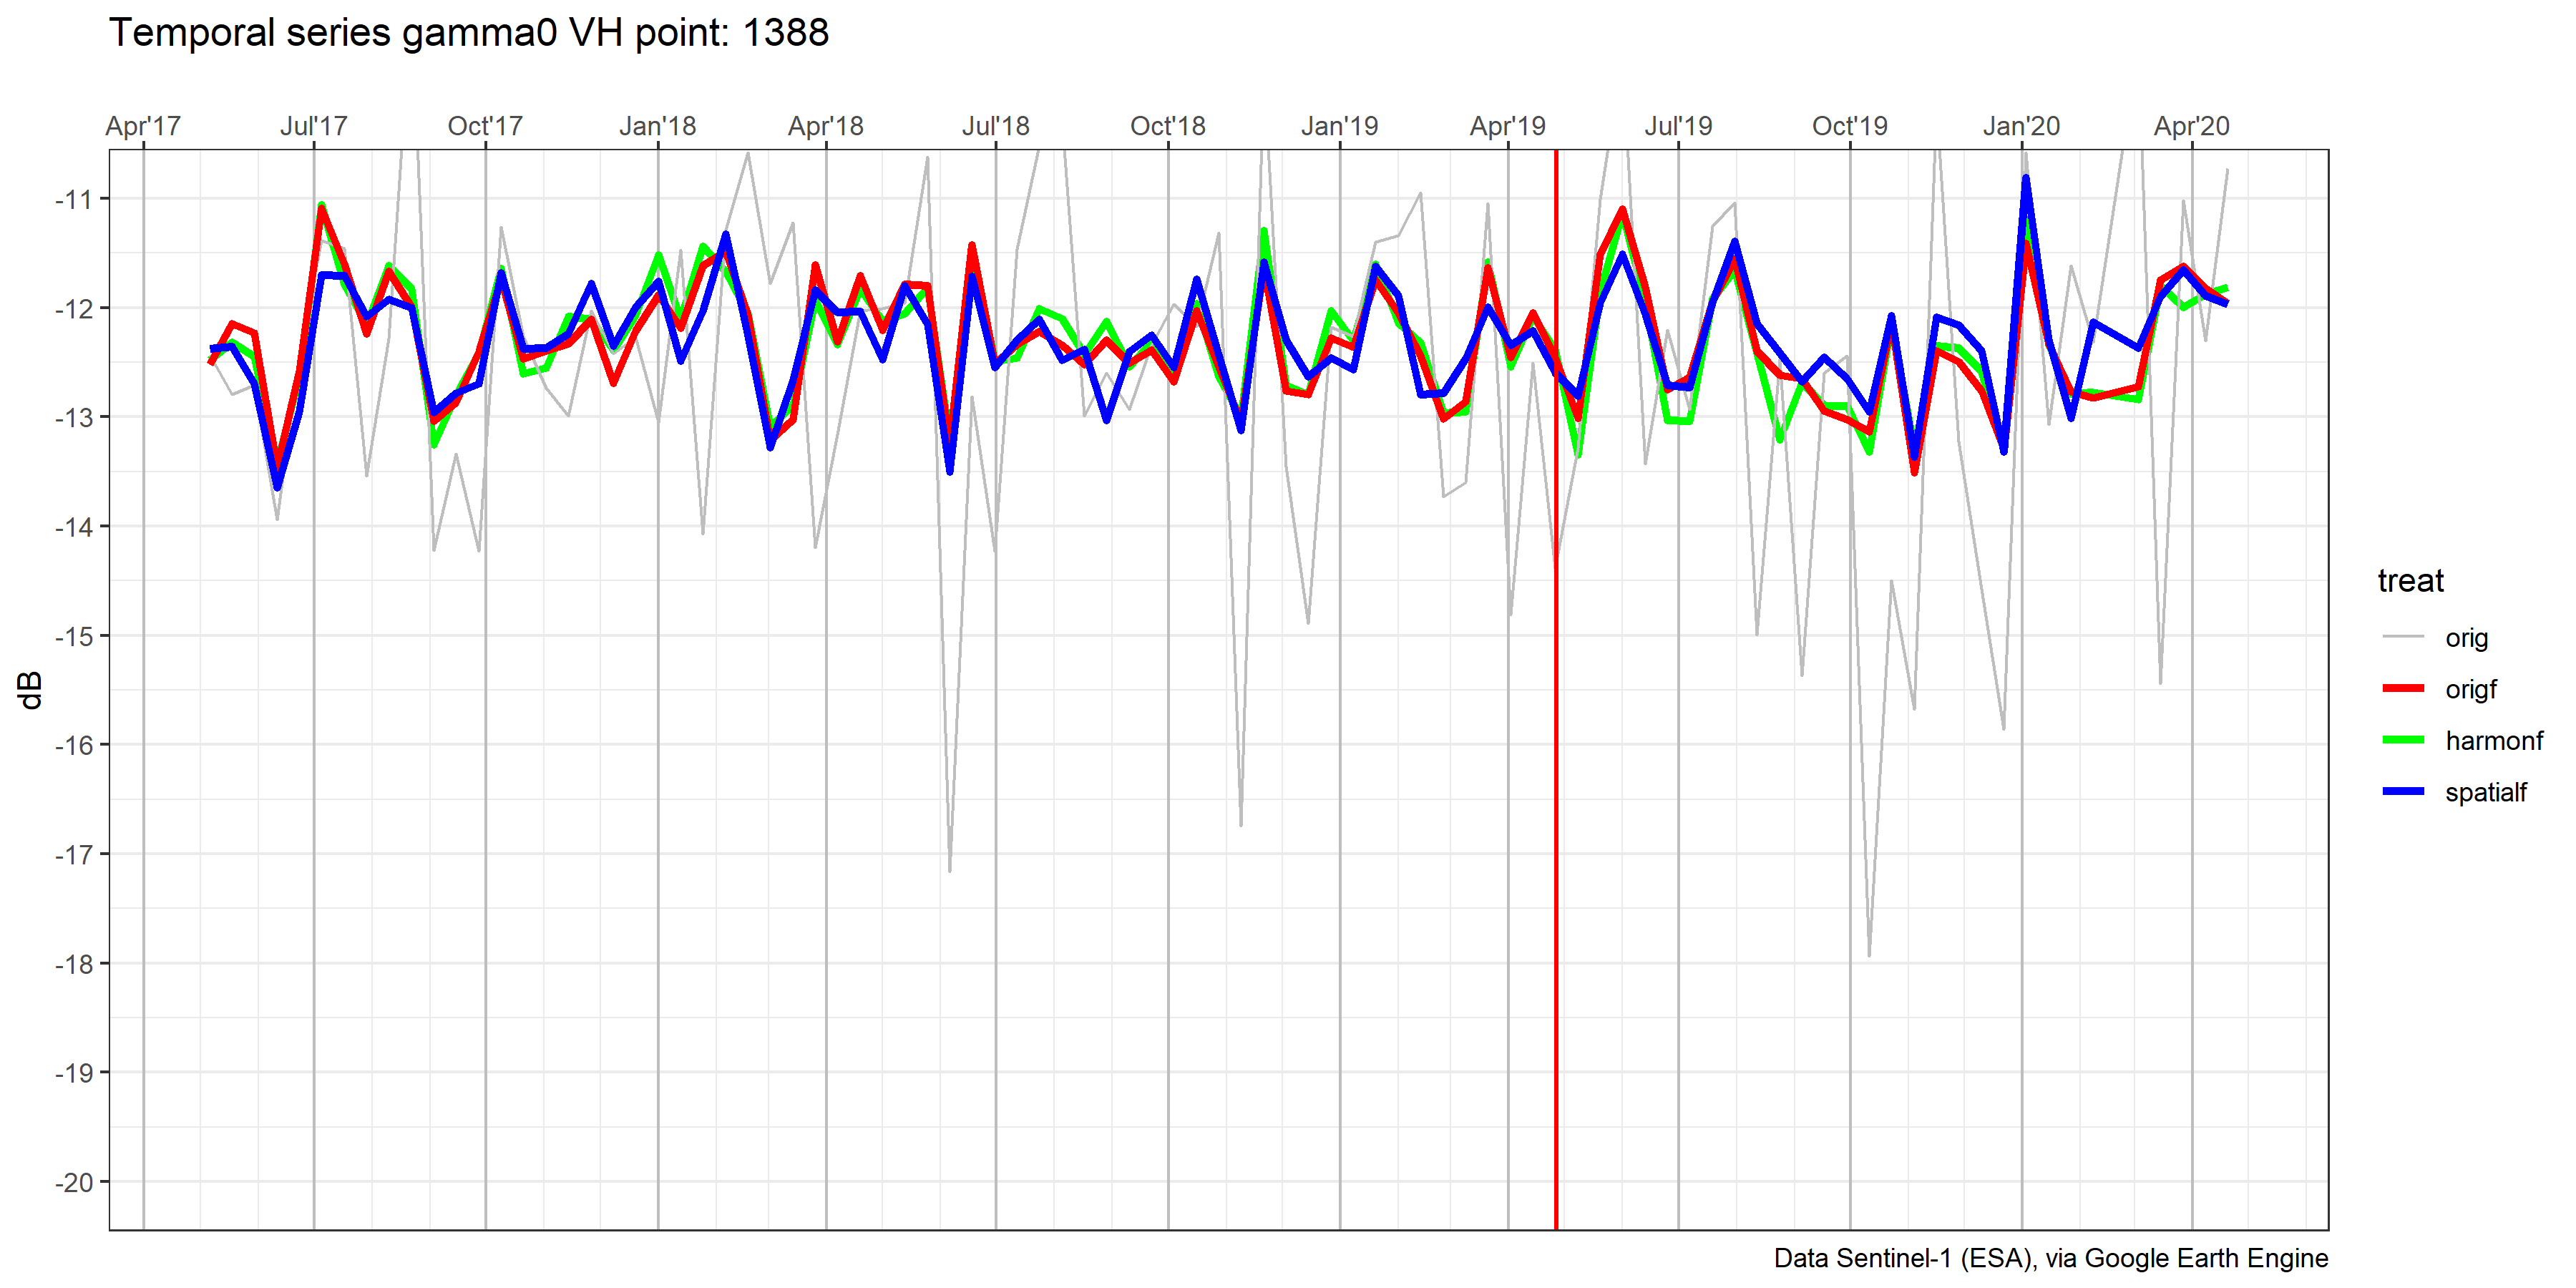 Temporal series gamma0 VH point: 1388
Apr'17 Jul'17 Oct'17 Jan'18 Apr'18 Jul'18 Oct'18 Jan'19 Apr'19 Jul'19 Oct'19 Jan'20 Apr'20
-11
-12
-13
-14
-15
-16
-17
-18
-19
-20
dB
treat
orig
origf
harmonf
spatialf
Data Sentinel-1 (ESA), via Google Earth Engine